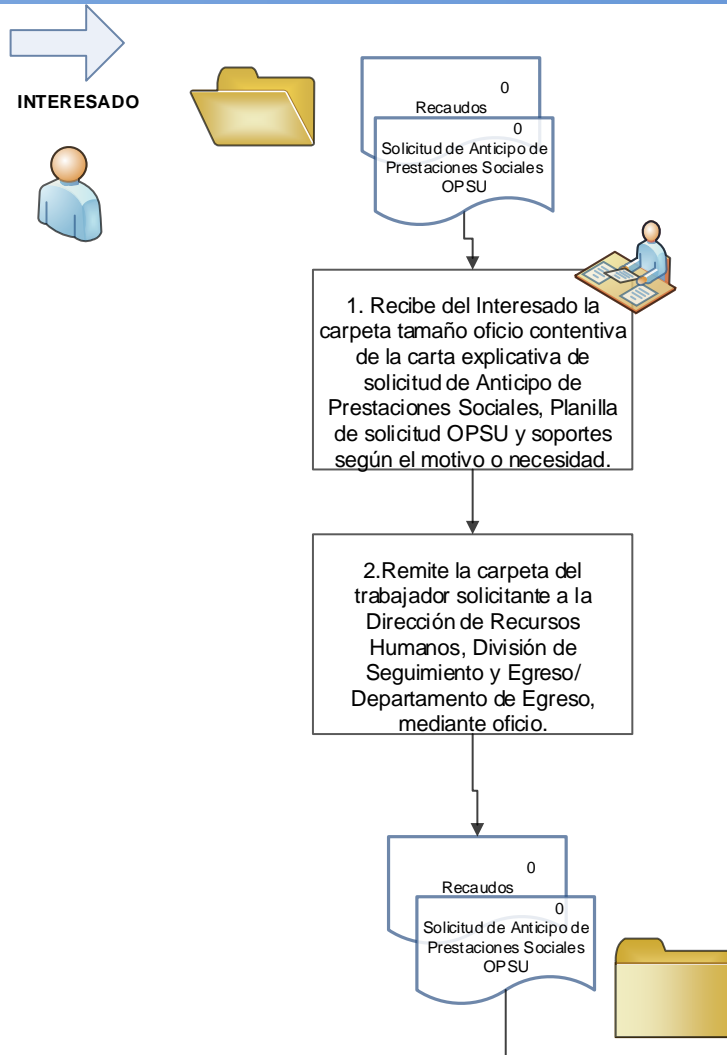 INTERESADO
0
Recaudos
0
Solicitud de Anticipo de
Prestaciones Sociales
OPSU
1. Recibe del Interesado la
carpeta tamaño oficio contentiva
de la carta explicativa de
solicitud de Anticipo de
Prestaciones Sociales, Planilla
de solicitud OPSU y soportes
según el motivo o necesidad.
2.Remite la carpeta del
trabajador solicitante a la
Dirección de Recursos
Humanos, División de
Seguimiento y Egreso/
Departamento de Egreso,
mediante oficio.
0
Recaudos
0
Solicitud de Anticipo de
Prestaciones Sociales
OPSU